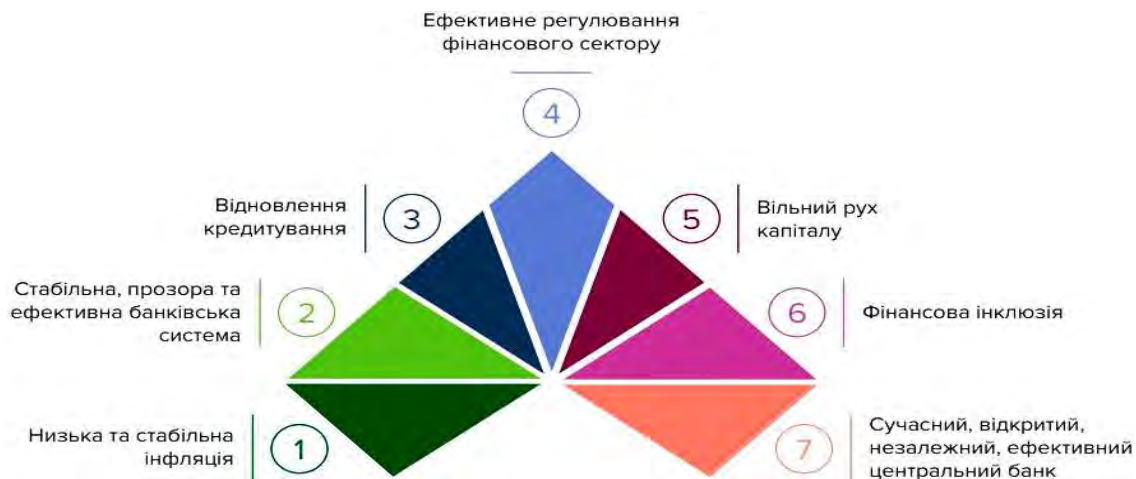 Ефективне регулювання
фінансового сектору
4
Відновлення
кредитування
3
5
Вільний рух
капіталу
Стабільна, прозора та
ефективна банківська
система
2
6
Фінансова інклюзія
Низька та стабільна
інфляція
1
7
Сучасний, відкритий,
незалежний, ефективний
центральний банк